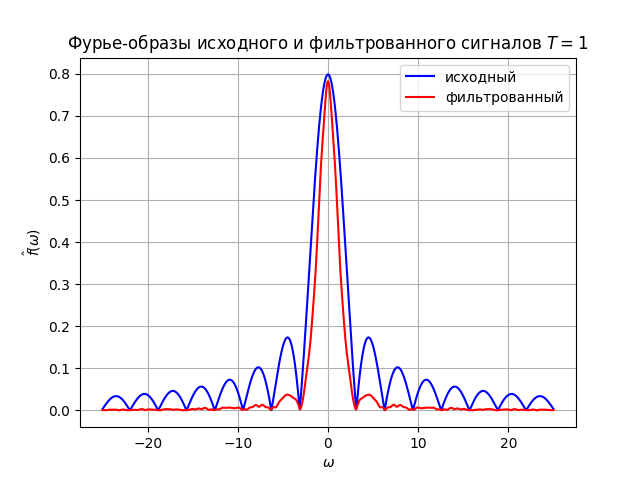 Фурье-образы исходного и фильтрованного сигналов T = 1
исходный
фильтрованный
0.8
0.7
0.6
0.5
0.4
0.3
0.2
0.1
0.0
f̂(ω)
−20 −10 0 10 20
ω